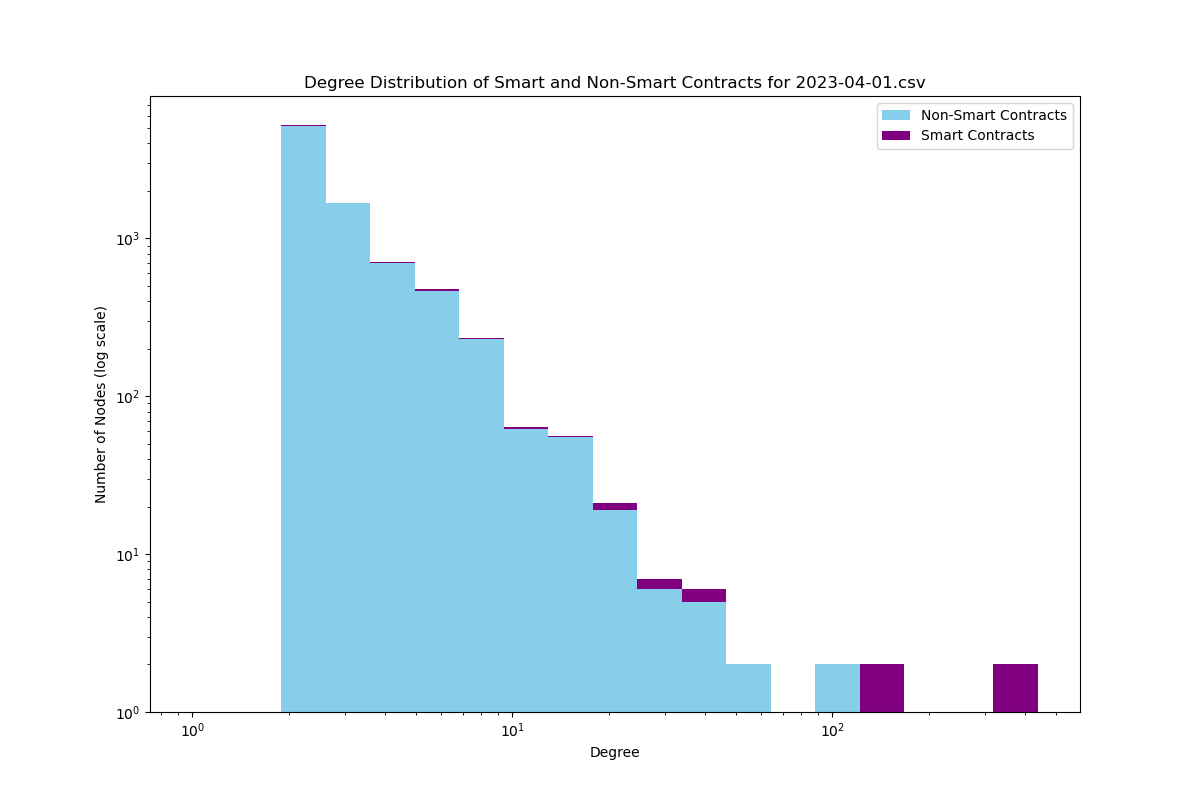 Degree Distribution of Smart and Non-Smart Contracts for 2023-04-01.csv
Non-Smart Contracts
Smart Contracts
Number of Nodes (log scale)
10³
10²
10¹
10⁰
10⁰ 10¹ 10²
Degree